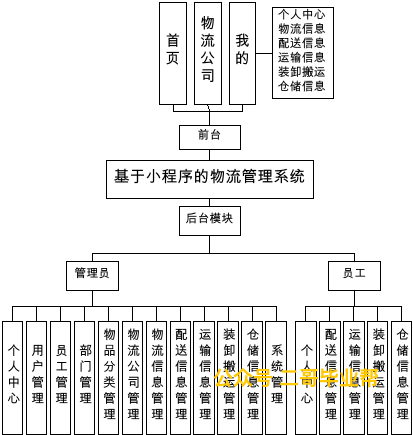 首页
物流公司
我的
个人中心
物流信息
配送信息
运输信息
装卸搬运
仓储信息
前台
基于小程序的物流管理系统
后台模块
管理员
员工
个人中心
用户管理
员工管理
部门管理
物品分类管理
物流公司管理
物流信息管理
配送信息管理
运输信息管理
装卸搬运管理
仓储信息管理
系统管理
个人中心
配送信息管理
运输信息管理
装卸搬运管理
仓储信息管理
公众号:二哥毕业帮